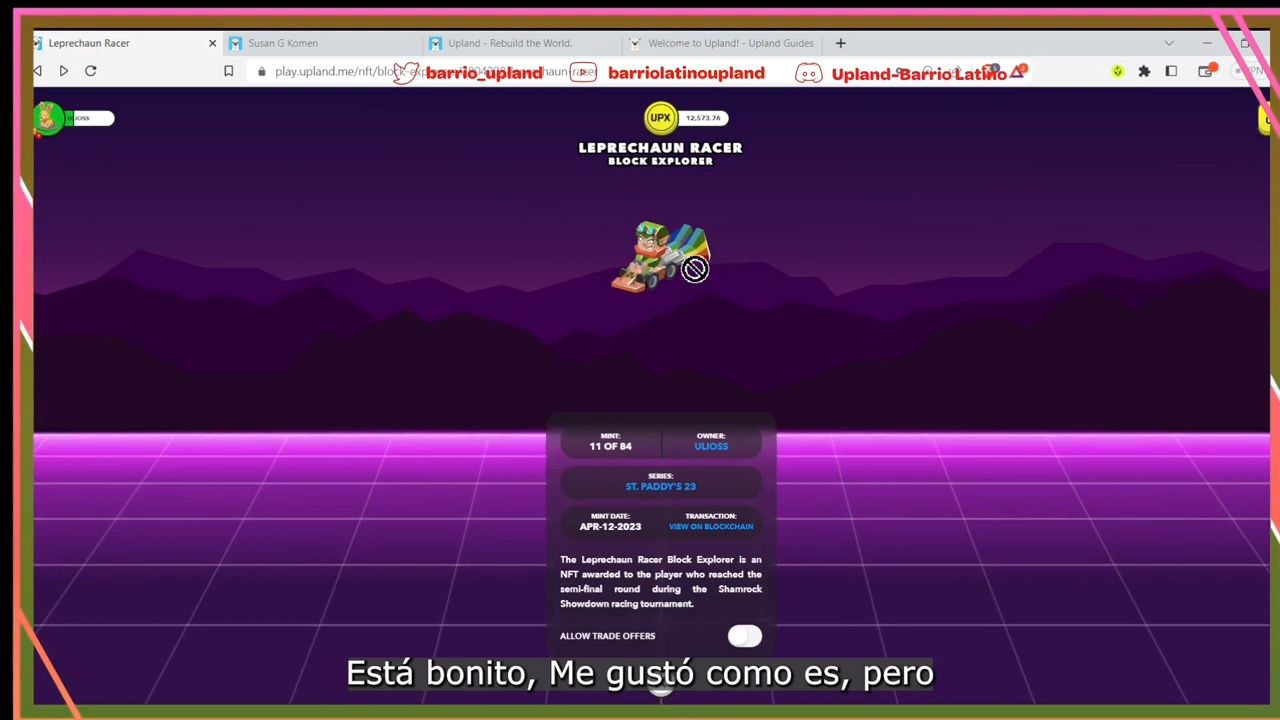 Leprechaun Racer
Susan G Komen
Upland - Rebuild the World.
Welcome to Upland! - Upland Guides
play.upland.me/nft/block-
barrio_upland
barriolatinoupland
Upland-Barrio Latino
VPN
ULIOSS
UPX
12,573.76
LEPRECHAUN RACER
BLOCK EXPLORER
MINT:
11 OF 84
OWNER:
ULIOSS
SERIES:
ST. PADDY'S 23
MINT DATE:
APR-12-2023
TRANSACTION:
VIEW ON BLOCKCHAIN
The Leprechaun Racer Block Explorer is an
NFT awarded to the player who reached the
semi-final round during the Shamrock
Showdown racing tournament.
ALLOW TRADE OFFERS
Está bonito, Me gustó como es, pero